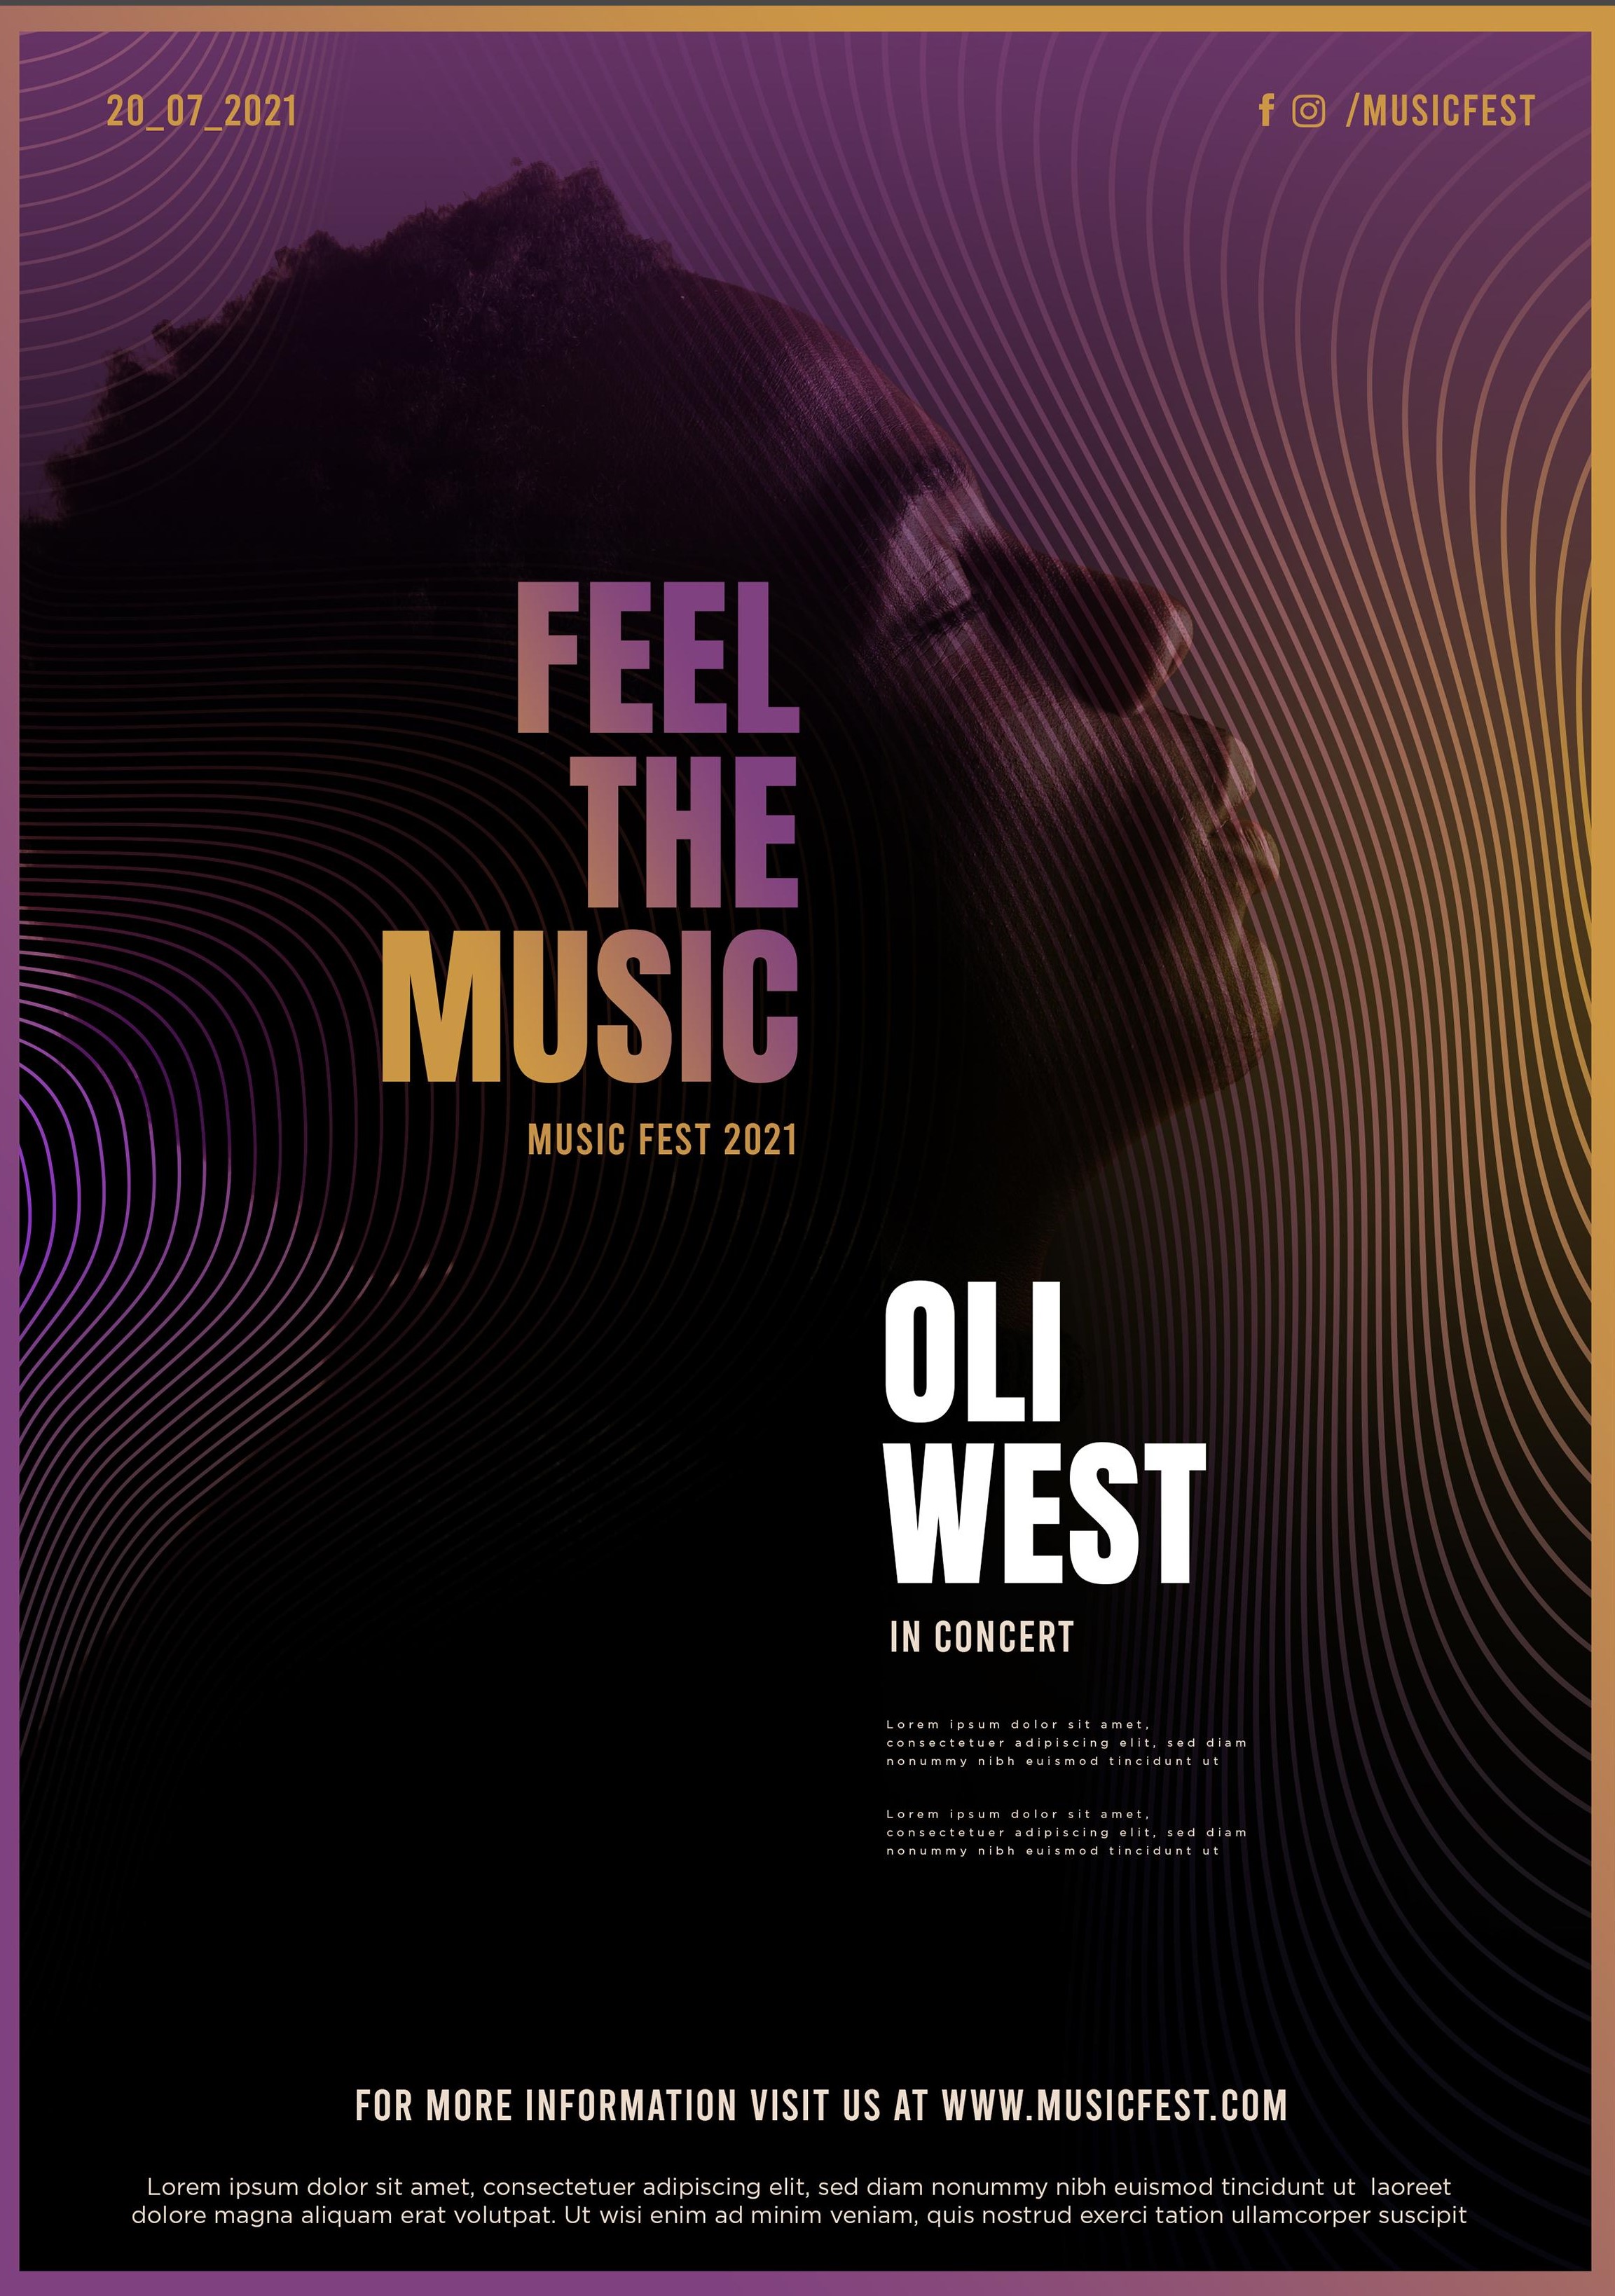 20_07_2021
/MUSICFEST
FEEL
THE
MUSIC
MUSIC FEST 2021
OLI
WEST
IN CONCERT
Lorem ipsum dolor sit amet,
consectetuer adipiscing elit, sed diam
nonummy nibh euismod tincidunt ut
Lorem ipsum dolor sit amet,
consectetuer adipiscing elit, sed diam
nonummy nibh euismod tincidunt ut
FOR MORE INFORMATION VISIT US AT WWW.MUSICFEST.COM
Lorem ipsum dolor sit amet, consectetuer adipiscing elit, sed diam nonummy nibh euismod tincidunt ut laoreet
dolore magna aliquam erat volutpat. Ut wisi enim ad minim veniam, quis nostrud exerci tation ullamcorper suscipit